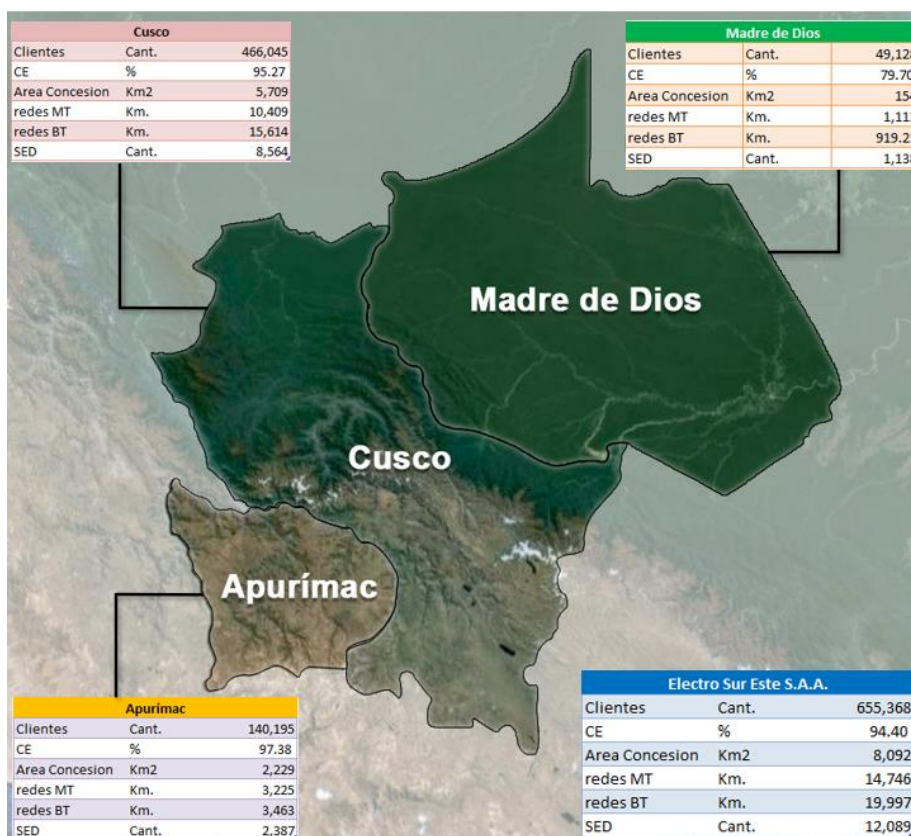 Cusco
Clientes Cant. 466,045
CE % 95.27
Area Concesion Km2 5,709
redes MT Km. 10,409
redes BT Km. 15,614
SED Cant. 8,564
Madre de Dios
Clientes Cant. 49,128
CE % 79.70
Area Concesion Km2 154
redes MT Km.
redes BT Km.
SED Cant. 1,138
Madre de Dios
Cusco
Apurímac
Apurímac
Clientes Cant. 140,195
CE % 97.38
Area Concesion Km2 2,229
redes MT Km. 3,225
redes BT Km. 3,463
SED Cant. 2,387
Electro Sur Este S.A.A.
Clientes Cant. 655,368
CE % 94.40
Area Concesion Km2 8,092
redes MT Km. 14,746
redes BT Km. 19,997
SED Cant. 12,089